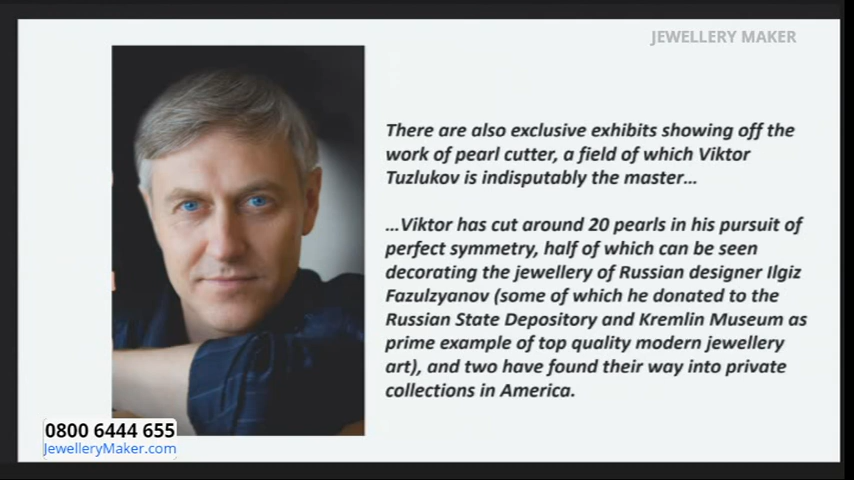 JEWELLERY MAKER
There are also exclusive exhibits showing off the
work of pearl cutter, a field of which Viktor
Tuzlukov is indisputably the master...
...Viktor has cut around 20 pearls in his pursuit of
perfect symmetry, half of which can be seen
decorating the jewellery of Russian designer Ilgiz
Fazulzyanov (some of which he donated to the
Russian State Depository and Kremlin Museum as
prime example of top quality modern jewellery
art), and two have found their way into private
collections in America.
0800 6444 655
JewelleryMaker.com